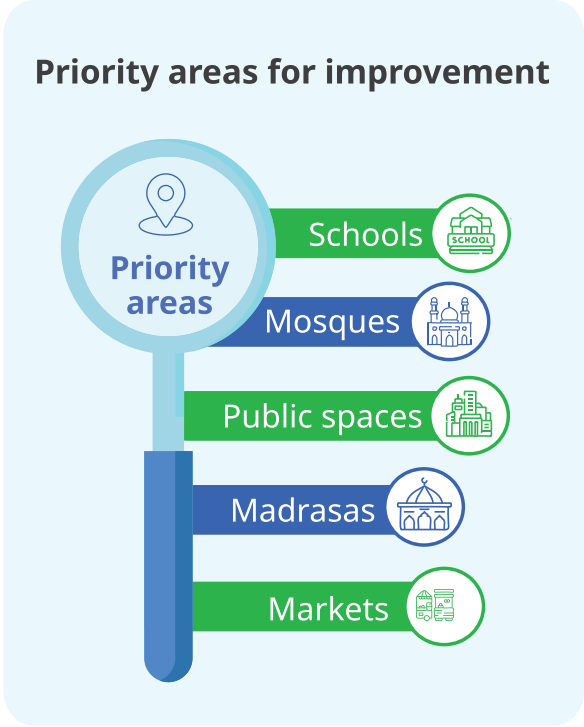 Priority areas for improvement
Priority
areas
Schools
SCHOOL
Mosques
Public spaces
Madrasas
Markets